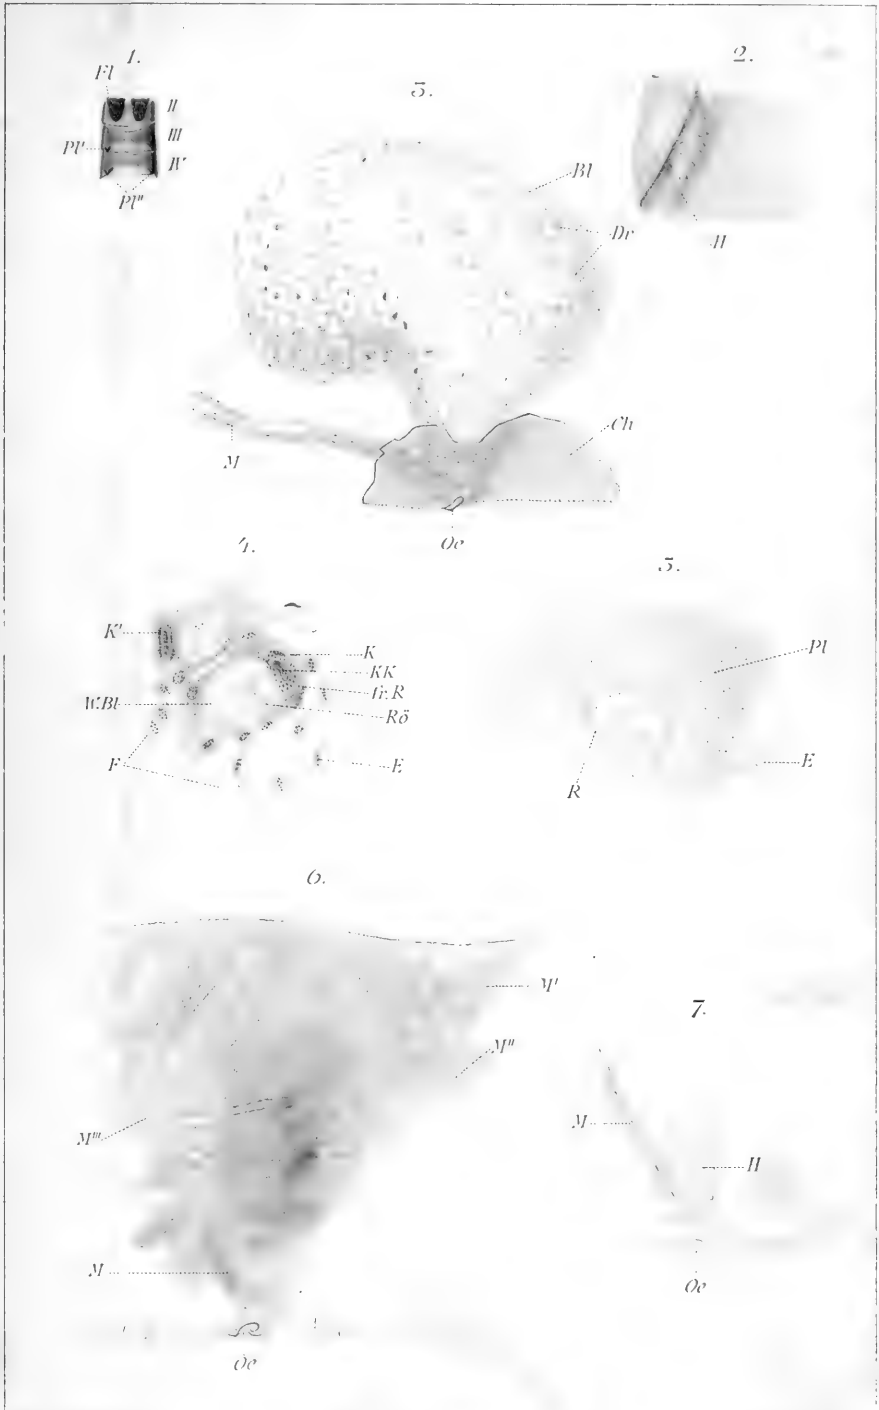 1.
Fl
II
III
Pl'
IV
Pl"
2.
H
3.
Bl
Dr
Ch
M
Oe
4.
K'
K
KK
W.Bl
tr.R
Rö
F
E
5.
Pl
E
R
6.
M'
M"
M'''
M
Oe
7.
M
H
Oe